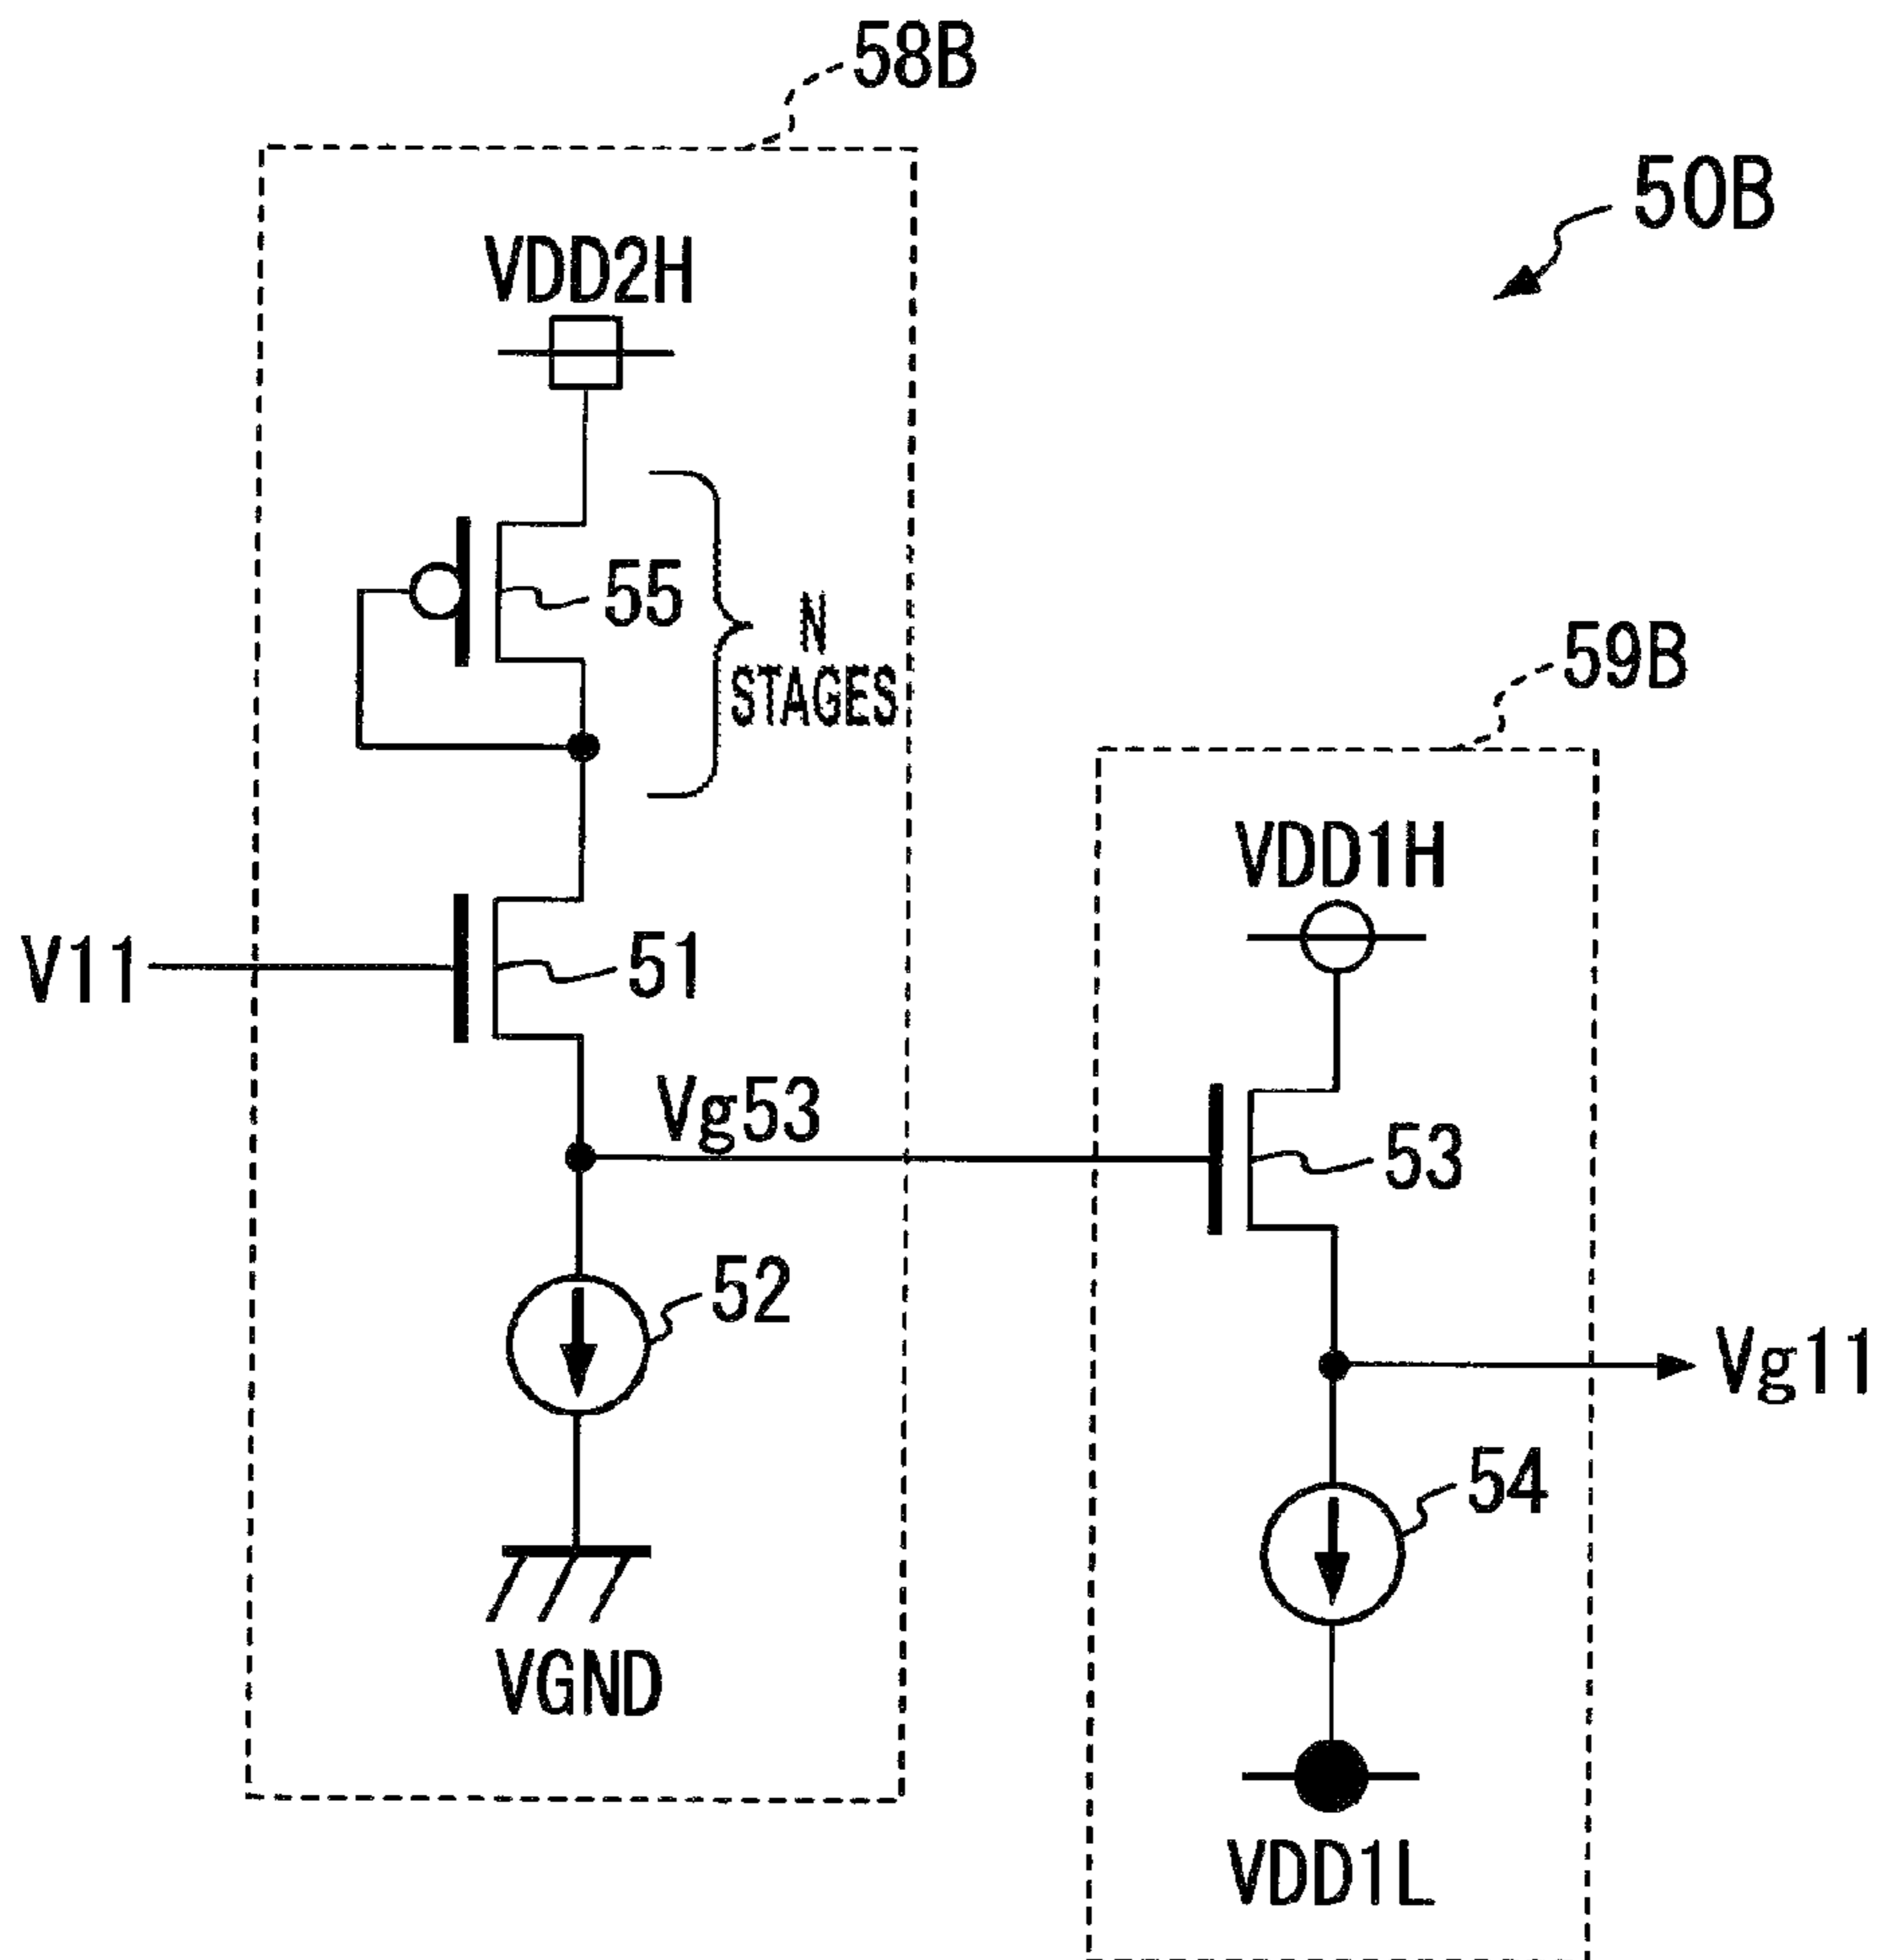 58B
50B
VDD2H
55
N
STAGES
59B
VDD1H
V11
51
Vg53
53
52
Vg11
54
VGND
VDD1L